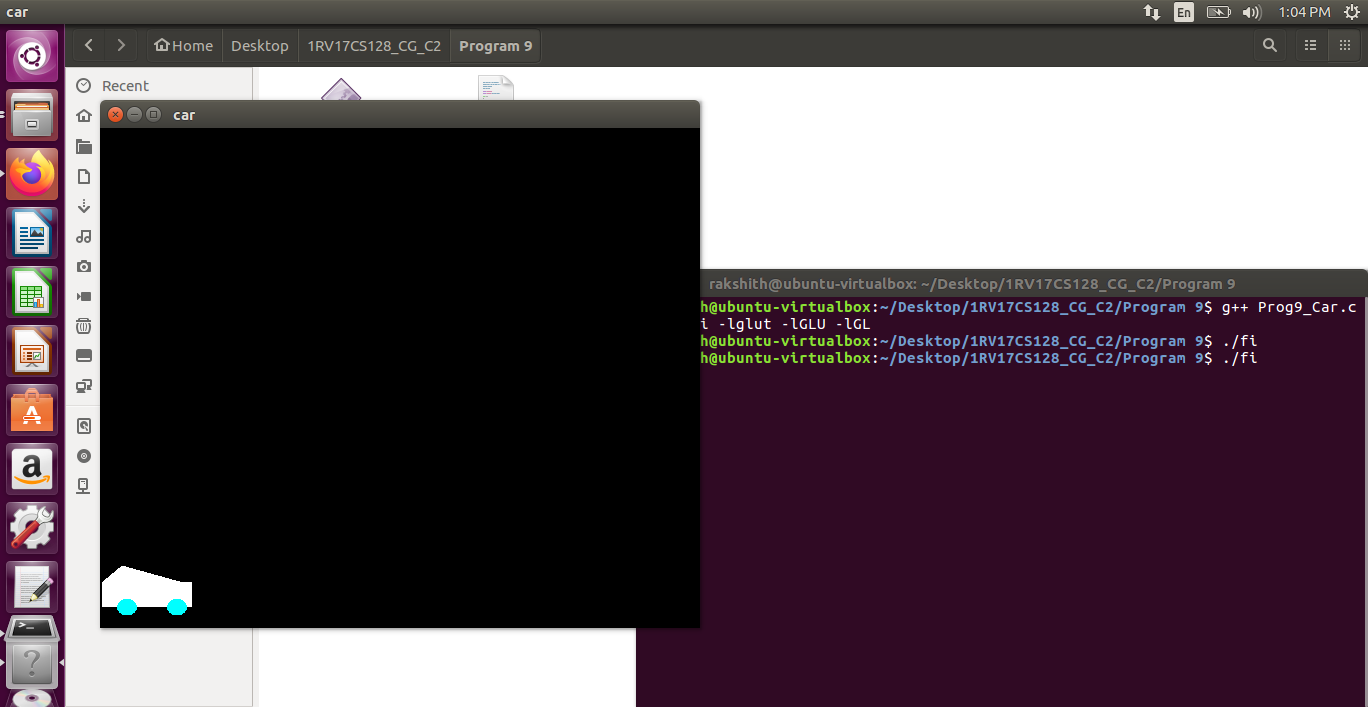 car
En
1:04 PM
Home Desktop 1RV17CS128_CG_C2 Program 9
Recent
car
rakshith@ubuntu-virtualbox: ~/Desktop/1RV17CS128_CG_C2/Program 9
h@ubuntu-virtualbox:~/Desktop/1RV17CS128_CG_C2/Program 9$ g++ Prog9_Car.c
i -lglut -lGLU -lGL
h@ubuntu-virtualbox:~/Desktop/1RV17CS128_CG_C2/Program 9$ ./fi
h@ubuntu-virtualbox:~/Desktop/1RV17CS128_CG_C2/Program 9$ ./fi